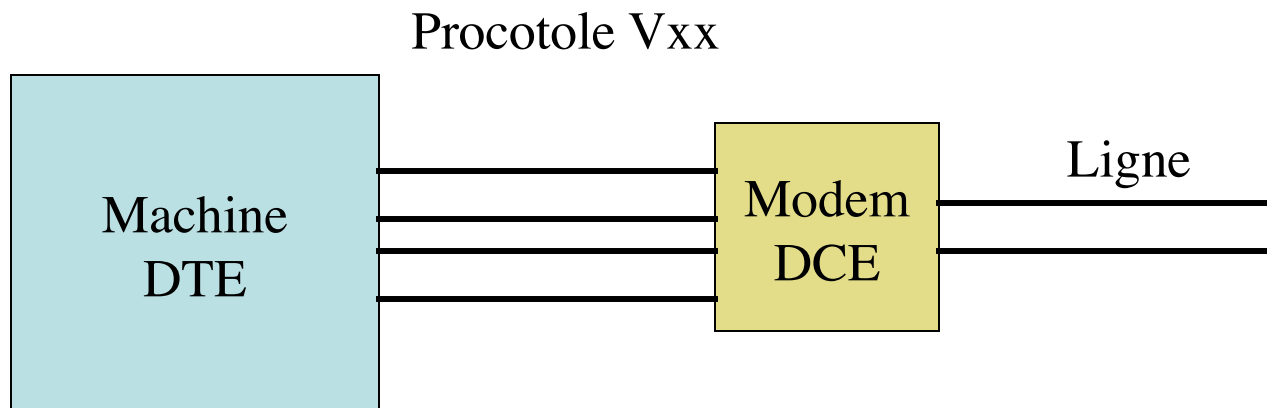 Procotole Vxx
Machine
DTE
Modem
DCE
Ligne